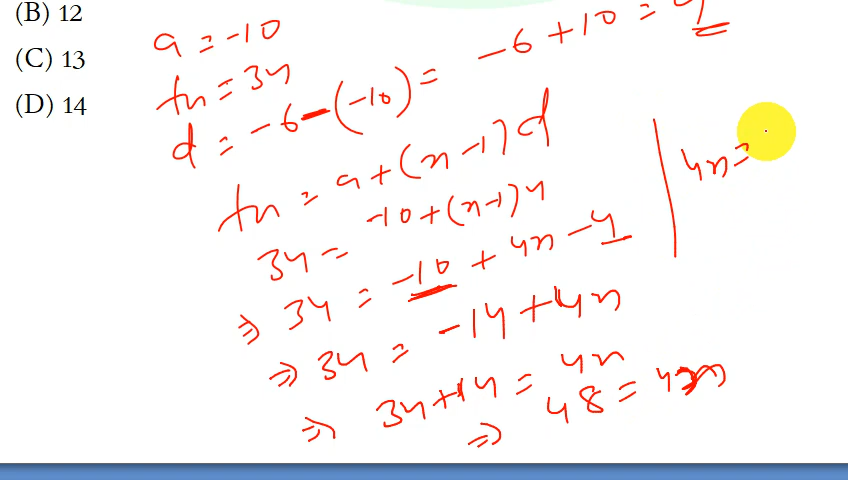 (B) 12
(C) 13
(D) 14
a = -10
tn = 34
d = -6 - (-10) = -6 + 10 = 4
tn = a + (n-1)d
34 = -10 + (n-1)4
⇒ 34 = -10 + 4n - 4
⇒ 34 = -14 + 4n
⇒ 34 + 14 = 4n
⇒ 48 = 4n
4n =